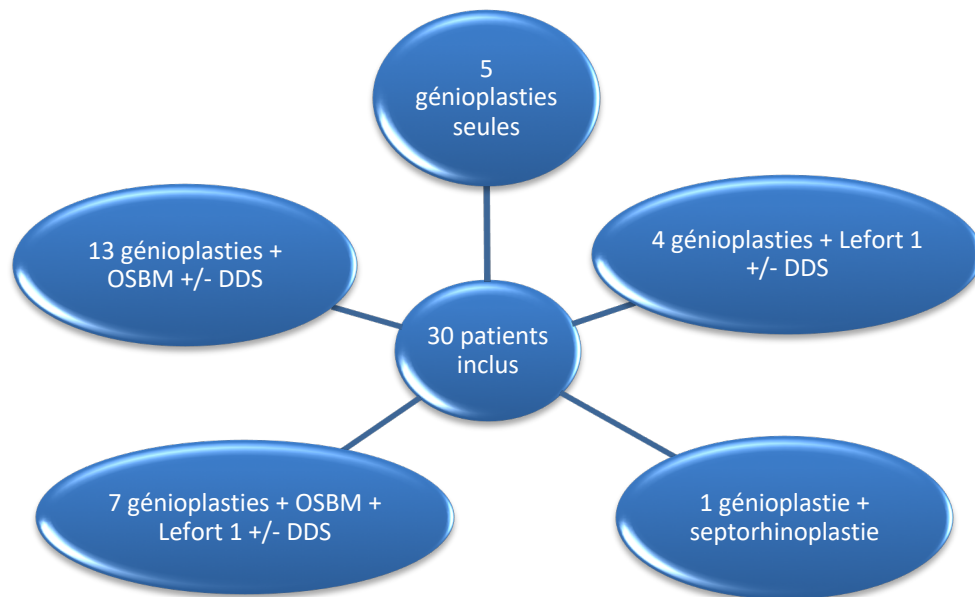 5
génioplasties
seules
13 génioplasties +
OSBM +/- DDS
4 génioplasties + Lefort 1
+/- DDS
30 patients
inclus
7 génioplasties + OSBM +
Lefort 1 +/- DDS
1 génioplastie +
septorhinoplastie